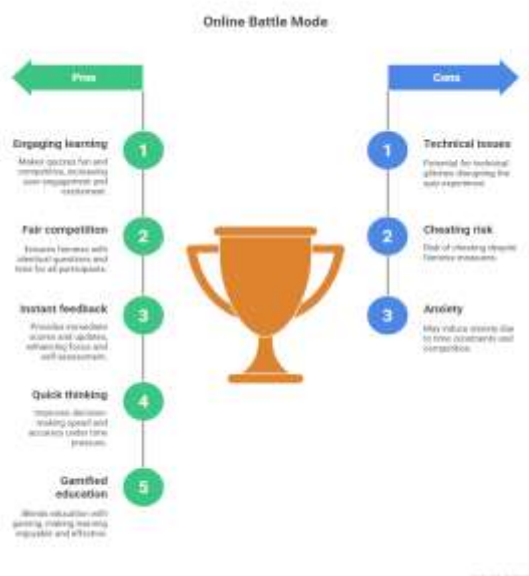 Online Battle Mode
Pros
Cons
Engaging learning
1
Makes quizzes fun and
competitive, increasing
user engagement and
excitement.
Fair competition
2
Ensures fairness with
identical questions and
time for all participants.
Instant feedback
3
Provides immediate
scores and updates,
enhancing focus and
self-assessment.
Quick thinking
4
Improves decision-
making speed and
accuracy under time
pressure.
Gamified
education
5
Blends education with
gaming, making learning
enjoyable and effective.
1
Technical issues
Potential for technical
glitches disrupting the
quiz experience.
2
Cheating risk
Risk of cheating despite
fairness measures.
3
Anxiety
May induce anxiety due
to time constraints and
competition.